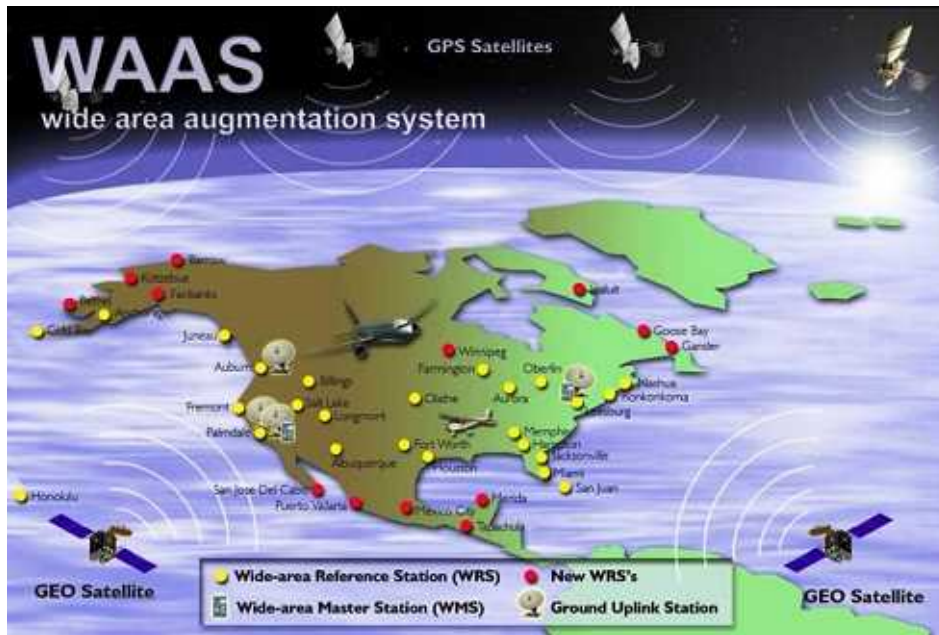 WAAS
GPS Satellites
wide area augmentation system
Barrow
Kotzebue
Fairbanks
Bethel
Iqaluit
Juneau
Goose Bay
Gander
Winnipeg
Auburn
Farmington
Oberlin
Billings
Nashua
Ronkonkoma
Aurora
Olathe
Salt Lake
Fremont
Longmont
Leesburg
Palmdale
Memphis
Fort Worth
Hampton
Jacksonville
Albuquerque
Houston
Miami
San Juan
Honolulu
San Jose Del Cabo
Puerto Vallarta
Merida
Mexico City
Tapachula
GEO Satellite
GEO Satellite
Wide-area Reference Station (WRS)
New WRS's
Wide-area Master Station (WMS)
Ground Uplink Station